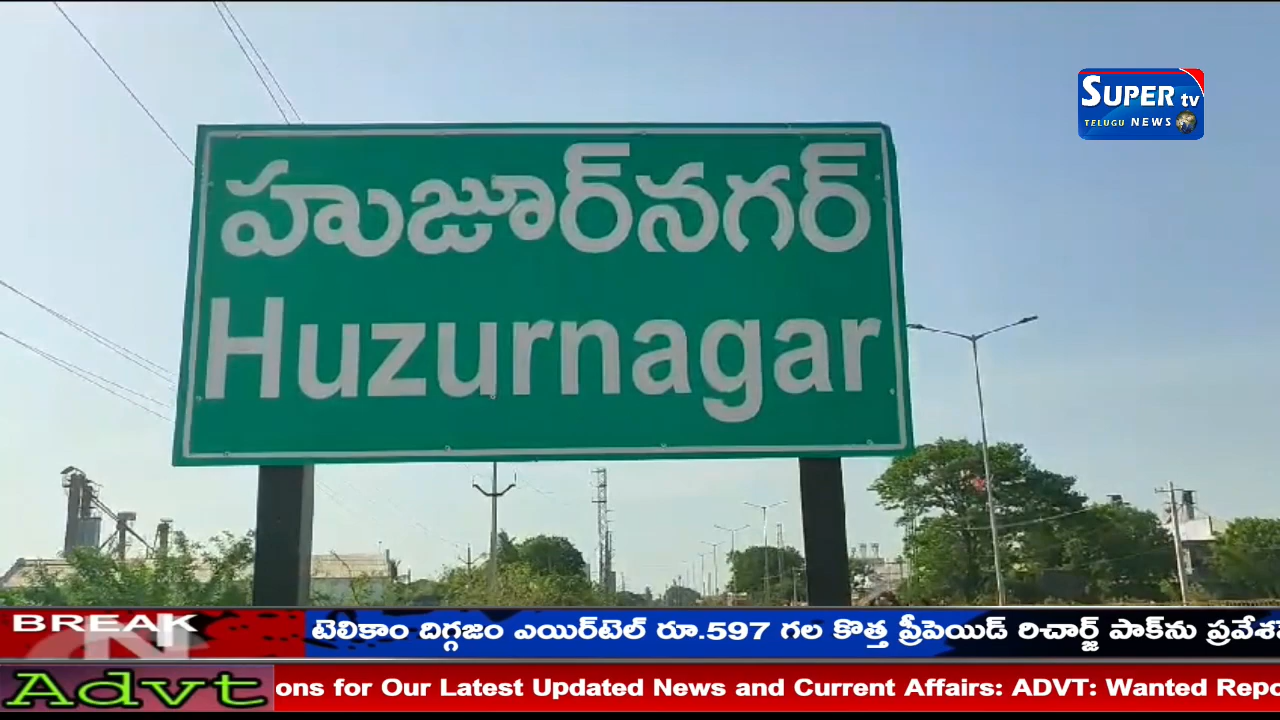 SUPER tv
TELUGU NEWS
హుజూర్‌నగర్
Huzurnagar
BREAK
టెలికాం దిగ్గజం ఎయిర్‌టెల్ రూ.597 గల కొత్త ప్రీపెయిడ్ రిచార్జ్ పాక్‌ను
Advt ons for Our Latest Updated News and Current Affairs: ADVT: Wanted Repo